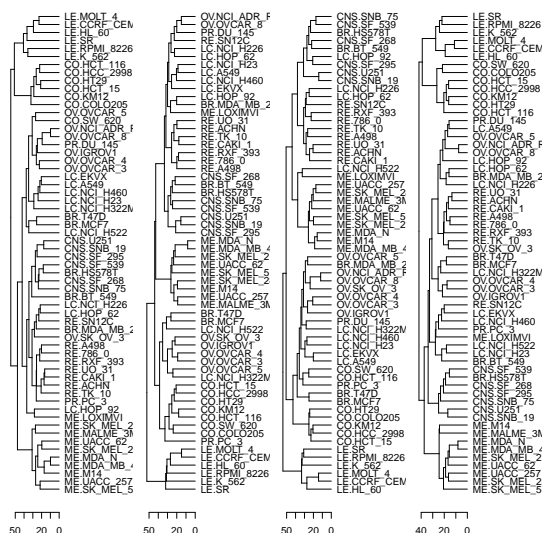 LE.MOLT_4
LE.CCRF_CEM
LE.HL_60
LE.SR
LE.RPMI_8226
LE.K_562
CO.HCT_116
CO.HCC_2998
CO.HT29
CO.HCT_15
CO.KM12
CO.COLO205
OV.OVCAR_5
CO.SW_620
OV.NCI_ADR_F
OV.OVCAR_8
PR.DU_145
OV.IGROV1
OV.OVCAR_4
OV.OVCAR_3
LC.EKVX
LC.A549
LC.NCI_H460
LC.NCI_H23
LC.NCI_H322M
BR.T47D
BR.MCF7
LC.NCI_H522
CNS.U251
CNS.SNB_19
CNS.SF_295
CNS.SF_539
BR.HS578T
CNS.SF_268
CNS.SNB_75
BR.BT_549
LC.NCI_H226
LC.HOP_62
RE.SN12C
BR.MDA_MB_2
OV.SK_OV_3
RE.A498
RE.786_0
RE.RXF_393
RE.UO_31
RE.CAKI_1
RE.ACHN
RE.TK_10
PR.PC_3
LC.HOP_92
ME.LOXIMVI
ME.SK_MEL_2
ME.MALME_3M
ME.UACC_62
ME.SK_MEL_2
ME.MDA_N
ME.MDA_MB_4
ME.M14
ME.UACC_257
ME.SK_MEL_5
50 20 0
OV.NCI_ADR_F
OV.OVCAR_8
PR.DU_145
RE.SN12C
LC.NCI_H226
LC.HOP_62
LC.NCI_H23
LC.A549
LC.NCI_H460
LC.EKVX
LC.HOP_92
BR.MDA_MB_2
ME.LOXIMVI
RE.UO_31
RE.ACHN
RE.TK_10
RE.CAKI_1
RE.RXF_393
RE.786_0
RE.A498
CNS.SF_268
BR.BT_549
BR.HS578T
CNS.SNB_75
CNS.SF_539
CNS.U251
CNS.SNB_19
CNS.SF_295
ME.MDA_N
ME.MDA_MB_4
ME.SK_MEL_2
ME.UACC_62
ME.SK_MEL_5
ME.SK_MEL_2
ME.M14
ME.UACC_257
ME.MALME_3M
BR.T47D
BR.MCF7
LC.NCI_H522
OV.SK_OV_3
OV.IGROV1
OV.OVCAR_4
OV.OVCAR_3
OV.OVCAR_5
LC.NCI_H322M
CO.HCT_15
CO.HCC_2998
CO.HT29
CO.KM12
CO.HCT_116
CO.SW_620
CO.COLO205
PR.PC_3
LE.MOLT_4
LE.CCRF_CEM
LE.HL_60
LE.RPMI_8226
LE.K_562
LE.SR
50 20 0
CNS.SNB_75
CNS.SF_539
BR.HS578T
CNS.SF_268
BR.BT_549
LC.HOP_92
CNS.SF_295
CNS.U251
CNS.SNB_19
LC.NCI_H226
LC.HOP_62
RE.SN12C
RE.RXF_393
RE.786_0
RE.TK_10
RE.A498
RE.UO_31
RE.ACHN
RE.CAKI_1
LC.NCI_H522
ME.LOXIMVI
ME.UACC_257
ME.SK_MEL_2
ME.MALME_3M
ME.UACC_62
ME.SK_MEL_5
ME.SK_MEL_2
ME.MDA_N
ME.M14
ME.MDA_MB_4
OV.OVCAR_5
BR.MDA_MB_2
OV.NCI_ADR_F
OV.OVCAR_8
OV.SK_OV_3
OV.OVCAR_4
OV.OVCAR_3
OV.IGROV1
PR.DU_145
LC.NCI_H322M
LC.NCI_H460
LC.NCI_H23
LC.EKVX
LC.A549
CO.SW_620
CO.HCT_116
PR.PC_3
BR.T47D
BR.MCF7
CO.HT29
CO.COLO205
CO.KM12
CO.HCC_2998
CO.HCT_15
LE.SR
LE.RPMI_8226
LE.K_562
LE.MOLT_4
LE.CCRF_CEM
LE.HL_60
50 20 0
LE.SR
LE.RPMI_8226
LE.K_562
LE.MOLT_4
LE.CCRF_CEM
LE.HL_60
CO.SW_620
CO.COLO205
CO.HCT_15
CO.HCC_2998
CO.KM12
CO.HT29
CO.HCT_116
PR.DU_145
LC.A549
OV.OVCAR_5
OV.NCI_ADR_F
OV.OVCAR_8
LC.HOP_92
LC.HOP_62
BR.MDA_MB_2
LC.NCI_H226
RE.UO_31
RE.ACHN
RE.CAKI_1
RE.A498
RE.786_0
RE.RXF_393
RE.TK_10
OV.SK_OV_3
BR.T47D
BR.MCF7
LC.NCI_H322M
OV.OVCAR_4
OV.OVCAR_3
OV.IGROV1
RE.SN12C
LC.EKVX
LC.NCI_H460
PR.PC_3
ME.LOXIMVI
LC.NCI_H522
LC.NCI_H23
BR.BT_549
CNS.SF_539
BR.HS578T
CNS.SF_268
CNS.SF_295
CNS.SNB_75
CNS.U251
CNS.SNB_19
ME.M14
ME.MALME_3M
ME.MDA_N
ME.MDA_MB_4
ME.SK_MEL_2
ME.UACC_62
ME.UACC_257
ME.SK_MEL_2
ME.SK_MEL_5
40 20 0